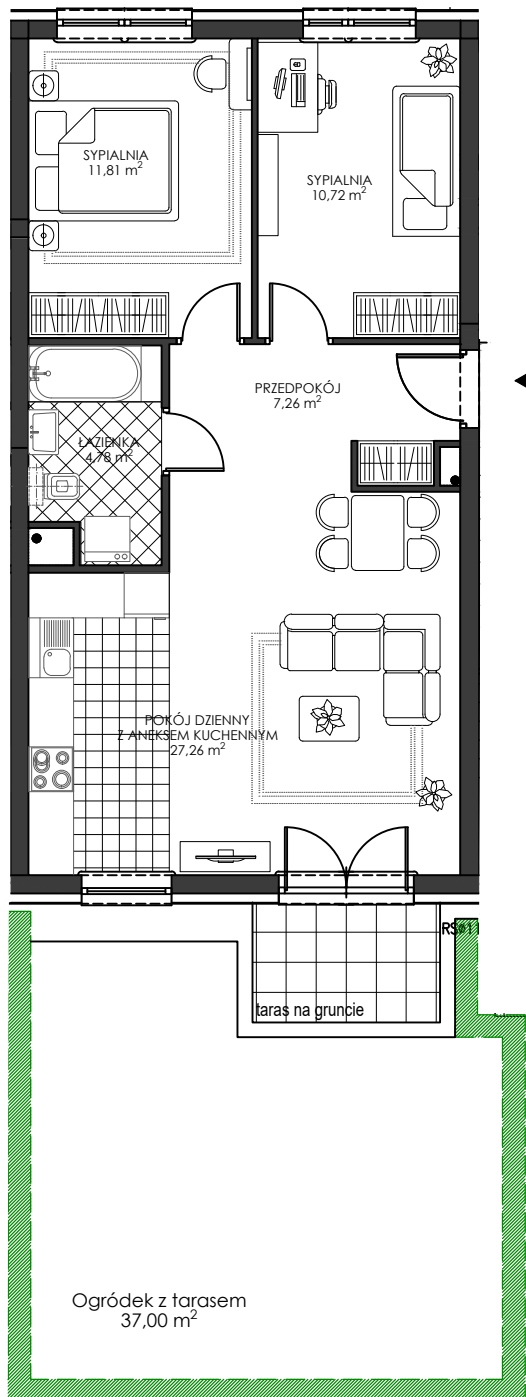 SYPIALNIA
11,81 m²
SYPIALNIA
10,72 m²
PRZEDPOKÓJ
7,26 m²
ŁAZIENKA
4,78 m²
POKÓJ DZIENNY
Z ANEKSEM KUCHENNYM
27,26 m²
taras na gruncie
Ogródek z tarasem
37,00 m²